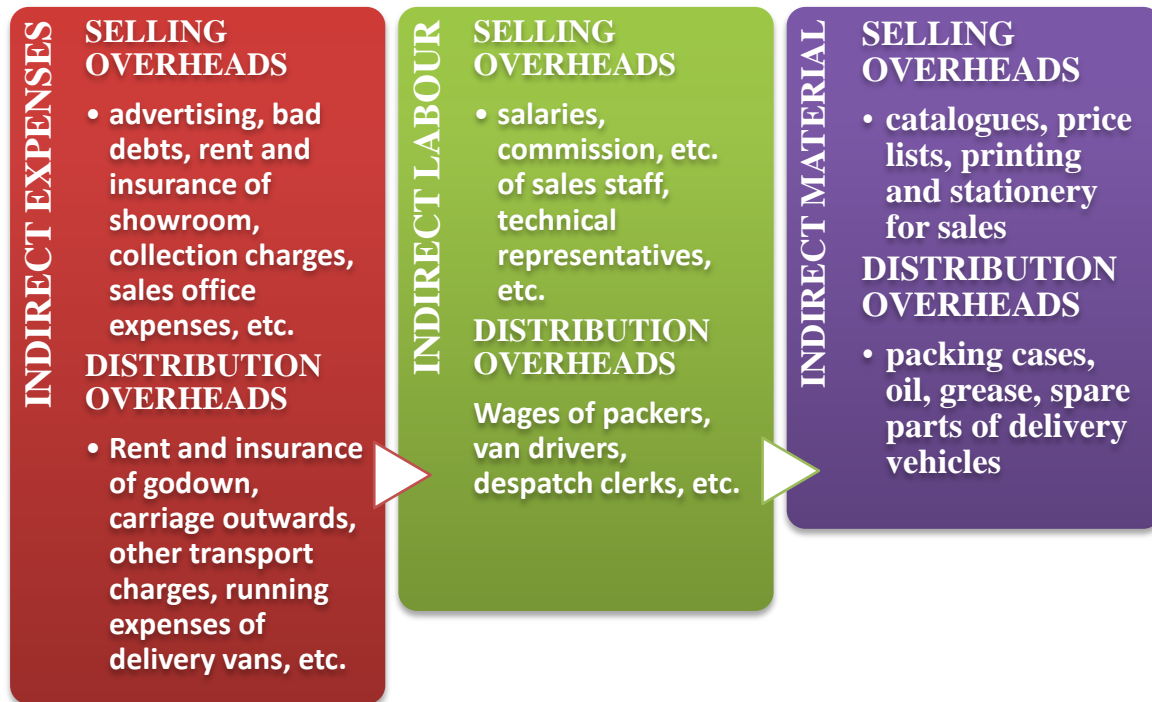 INDIRECT EXPENSES
SELLING
OVERHEADS
• advertising, bad
debts, rent and
insurance of
showroom,
collection charges,
sales office
expenses, etc.
DISTRIBUTION
OVERHEADS
• Rent and insurance
of godown,
carriage outwards,
other transport
charges, running
expenses of
delivery vans, etc.
INDIRECT LABOUR
SELLING
OVERHEADS
• salaries,
commission, etc.
of sales staff,
technical
representatives,
etc.
DISTRIBUTION
OVERHEADS
Wages of packers,
van drivers,
despatch clerks, etc.
INDIRECT MATERIAL
SELLING
OVERHEADS
• catalogues, price
lists, printing
and stationery
for sales
DISTRIBUTION
OVERHEADS
• packing cases,
oil, grease, spare
parts of delivery
vehicles